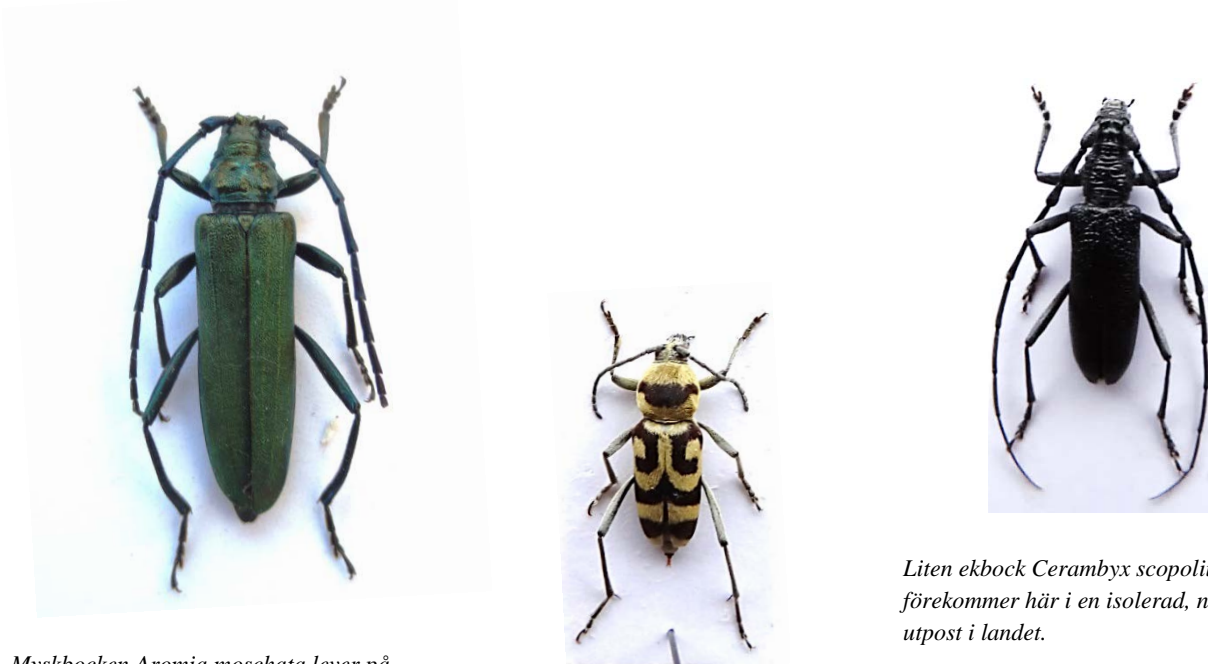 Liten ekbock Cerambyx scopolii
förekommer här i en isolerad, n
utpost i landet.
Myskbocken Aromia moschata lever på